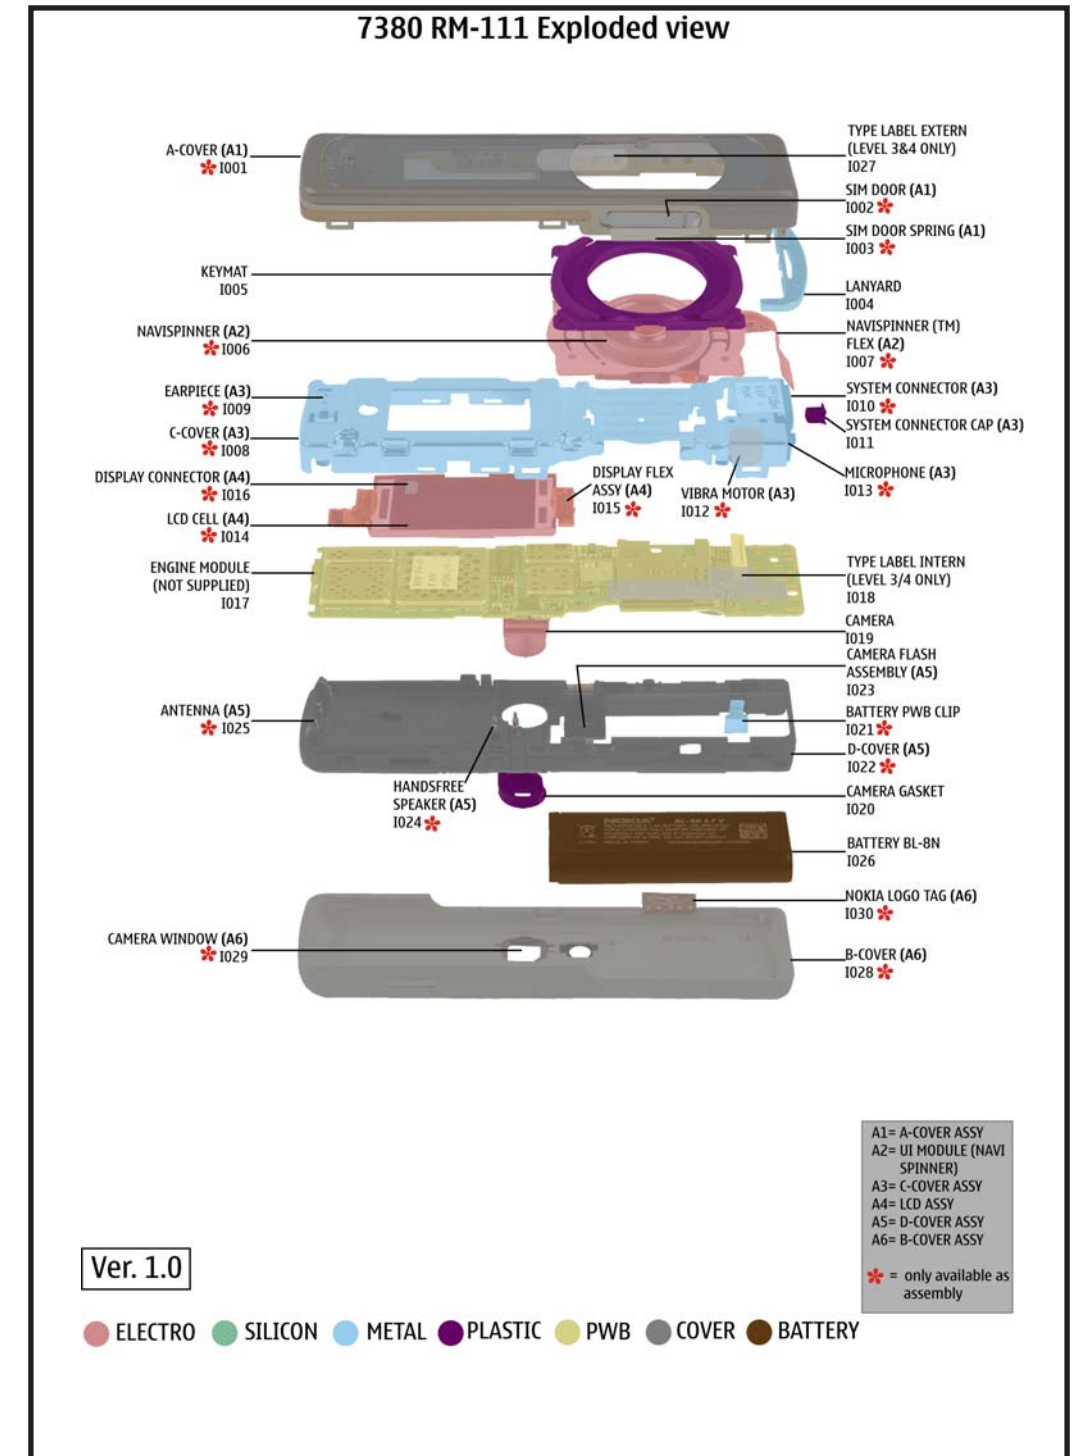 7380 RM-111 Exploded view
A-COVER (A1)
* I001
TYPE LABEL EXTERN
(LEVEL 3&4 ONLY)
I027
SIM DOOR (A1)
I002 *
SIM DOOR SPRING (A1)
I003 *
KEYMAT
I005
LANYARD
I004
NAVISPINNER (A2)
* I006
NAVISPINNER (TM)
FLEX (A2)
I007 *
EARPIECE (A3)
* I009
SYSTEM CONNECTOR (A3)
I010 *
C-COVER (A3)
* I008
SYSTEM CONNECTOR CAP (A3)
I011
DISPLAY CONNECTOR (A4)
* I016
DISPLAY FLEX
ASSY (A4)
I015 *
VIBRA MOTOR (A3)
I012 *
MICROPHONE (A3)
I013 *
LCD CELL (A4)
* I014
ENGINE MODULE
(NOT SUPPLIED)
I017
TYPE LABEL INTERN
(LEVEL 3/4 ONLY)
I018
CAMERA
I019
CAMERA FLASH
ASSEMBLY (A5)
I023
ANTENNA (A5)
* I025
BATTERY PWB CLIP
I021 *
D-COVER (A5)
I022 *
HANDSFREE
SPEAKER (A5)
I024 *
CAMERA GASKET
I020
NOKIA BL-8N 3.7 V
BATTERY BL-8N
I026
NOKIA LOGO TAG (A6)
I030 *
CAMERA WINDOW (A6)
* I029
B-COVER (A6)
I028 *
A1= A-COVER ASSY
A2= UI MODULE (NAVI
SPINNER)
A3= C-COVER ASSY
A4= LCD ASSY
A5= D-COVER ASSY
A6= B-COVER ASSY
* = only available as
assembly
Ver. 1.0
ELECTRO SILICON METAL PLASTIC PWB COVER BATTERY